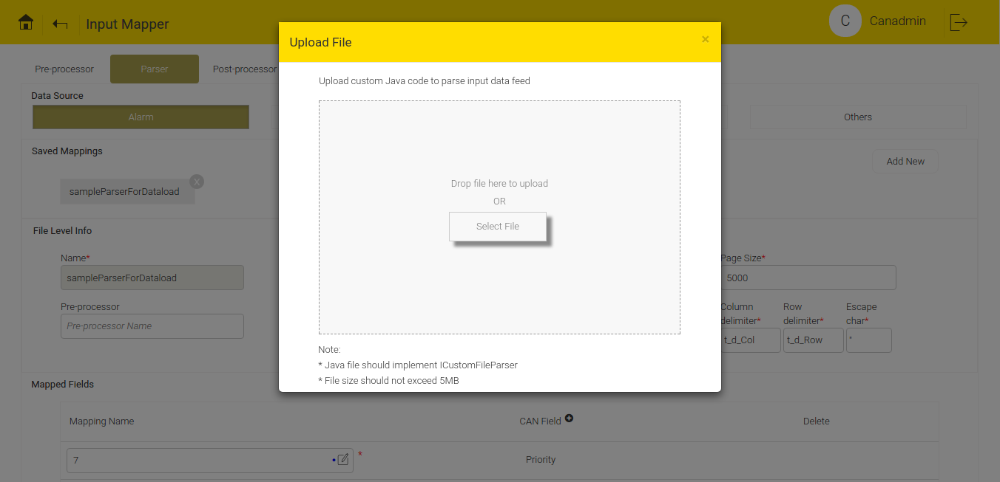 Input Mapper
C
Canadmin
Upload File
×
Pre-processor
Parser
Post-processor
Upload custom Java code to parse input data feed
Data Source
Alarm
Others
Saved Mappings
Add New
sampleParserForDataload
X
Drop file here to upload
OR
Select File
File Level Info
Name*
Page Size*
sampleParserForDataload
5000
Pre-processor
Column delimiter*
Row delimiter*
Escape char*
Pre-processor Name
t_d_Col
t_d_Row
"
Note:
* Java file should implement ICustomFileParser
* File size should not exceed 5MB
Mapped Fields
Mapping Name
CAN Field
Delete
7
*
Priority